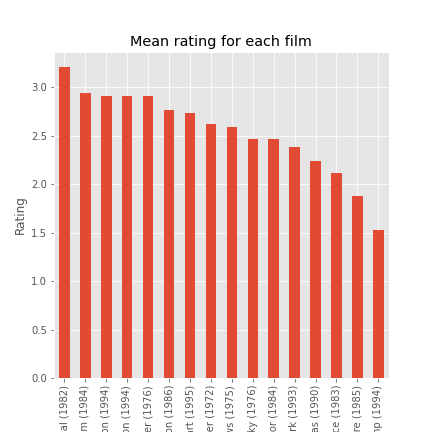 Mean rating for each film
Rating
3.0
2.5
2.0
1.5
1.0
0.5
0.0
al (1982)
m (1984)
on (1994)
on (1994)
er (1976)
on (1986)
rt (1995)
er (1972)
ws (1975)
ky (1976)
or (1984)
rk (1993)
as (1990)
ce (1983)
re (1985)
mp (1994)